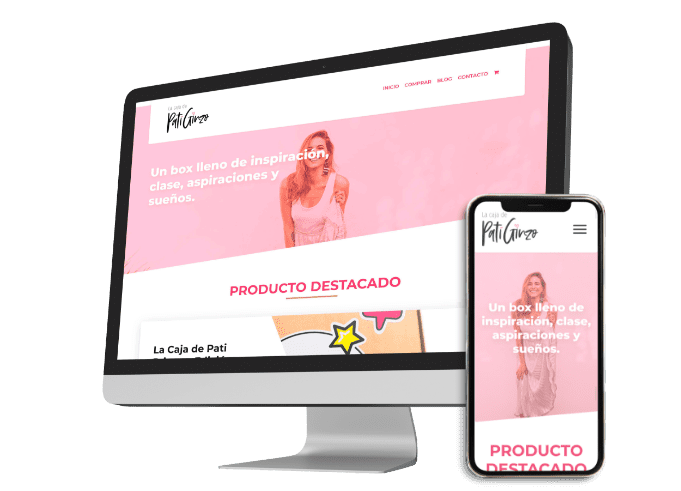 La caja de
Pati Ginzo
INICIO COMPRAR BLOG CONTACTO
Un box lleno de inspiración,
clase, aspiraciones y
sueños.
PRODUCTO DESTACADO
La Caja de Pati
La Caja de
Pati Ginzo
Un box lleno de
inspiración, clase,
aspiraciones y
sueños.
PRODUCTO
DESTACADO